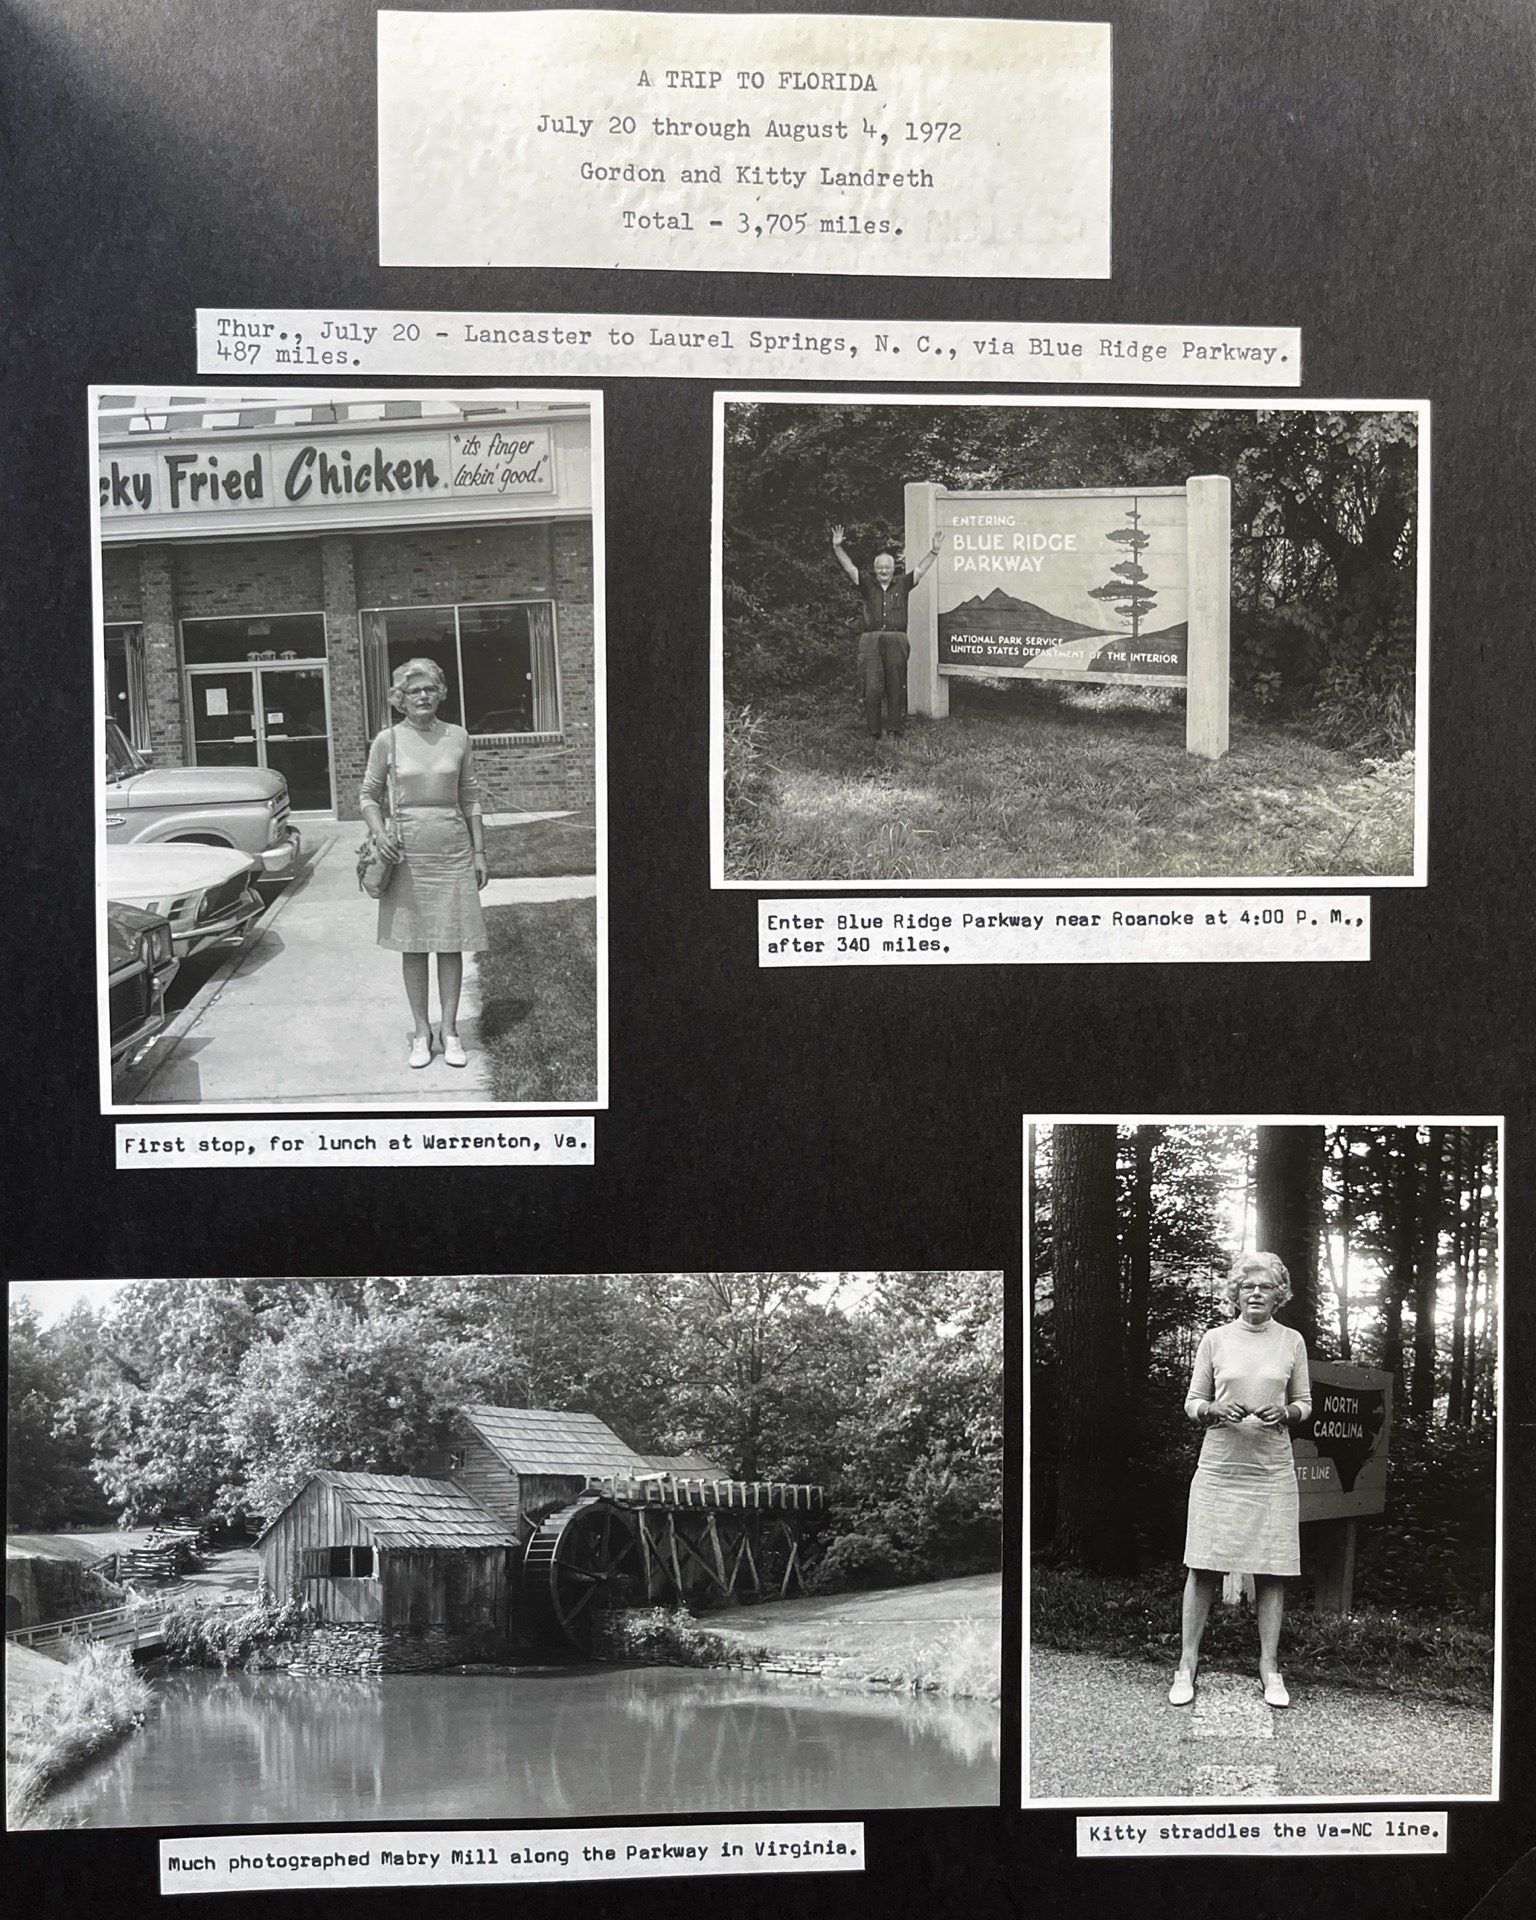 A TRIP TO FLORIDA
July 20 through August 4, 1972
Gordon and Kitty Landreth
Total - 3,705 miles.
Thur., July 20 - Lancaster to Laurel Springs, N. C., via Blue Ridge Parkway.
487 miles.
cky Fried Chicken.
"it's finger
lickin' good."
ENTERING
BLUE RIDGE
PARKWAY
NATIONAL PARK SERVICE
UNITED STATES DEPARTMENT OF THE INTERIOR
Enter Blue Ridge Parkway near Roanoke at 4:00 P. M.,
after 340 miles.
First stop, for lunch at Warrenton, Va.
NORTH
CAROLINA
TE LINE
Much photographed Mabry Mill along the Parkway in Virginia.
Kitty straddles the Va-NC line.